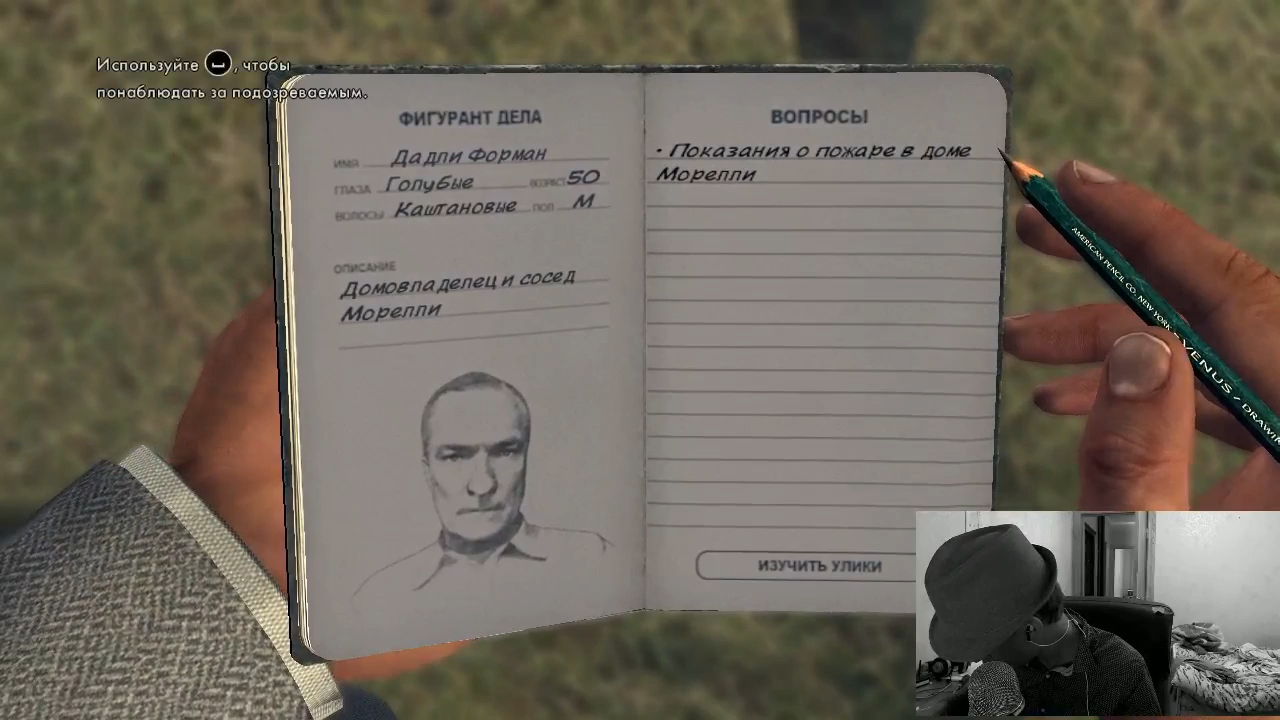 Используйте , чтобы
понаблюдать за подозреваемым.
ФИГУРАНТ ДЕЛА
ИМЯ Дадли Форман
ГЛАЗА Голубые ВОЗРАСТ 50
ВОЛОСЫ Каштановые ПОЛ М
ОПИСАНИЕ
Домовладелец и сосед
Морелли
ВОПРОСЫ
· Показания о пожаре в доме
Морелли
ИЗУЧИТЬ УЛИКИ
AMERICAN PENCIL CO. NEW YORK VENUS / DRAWIN